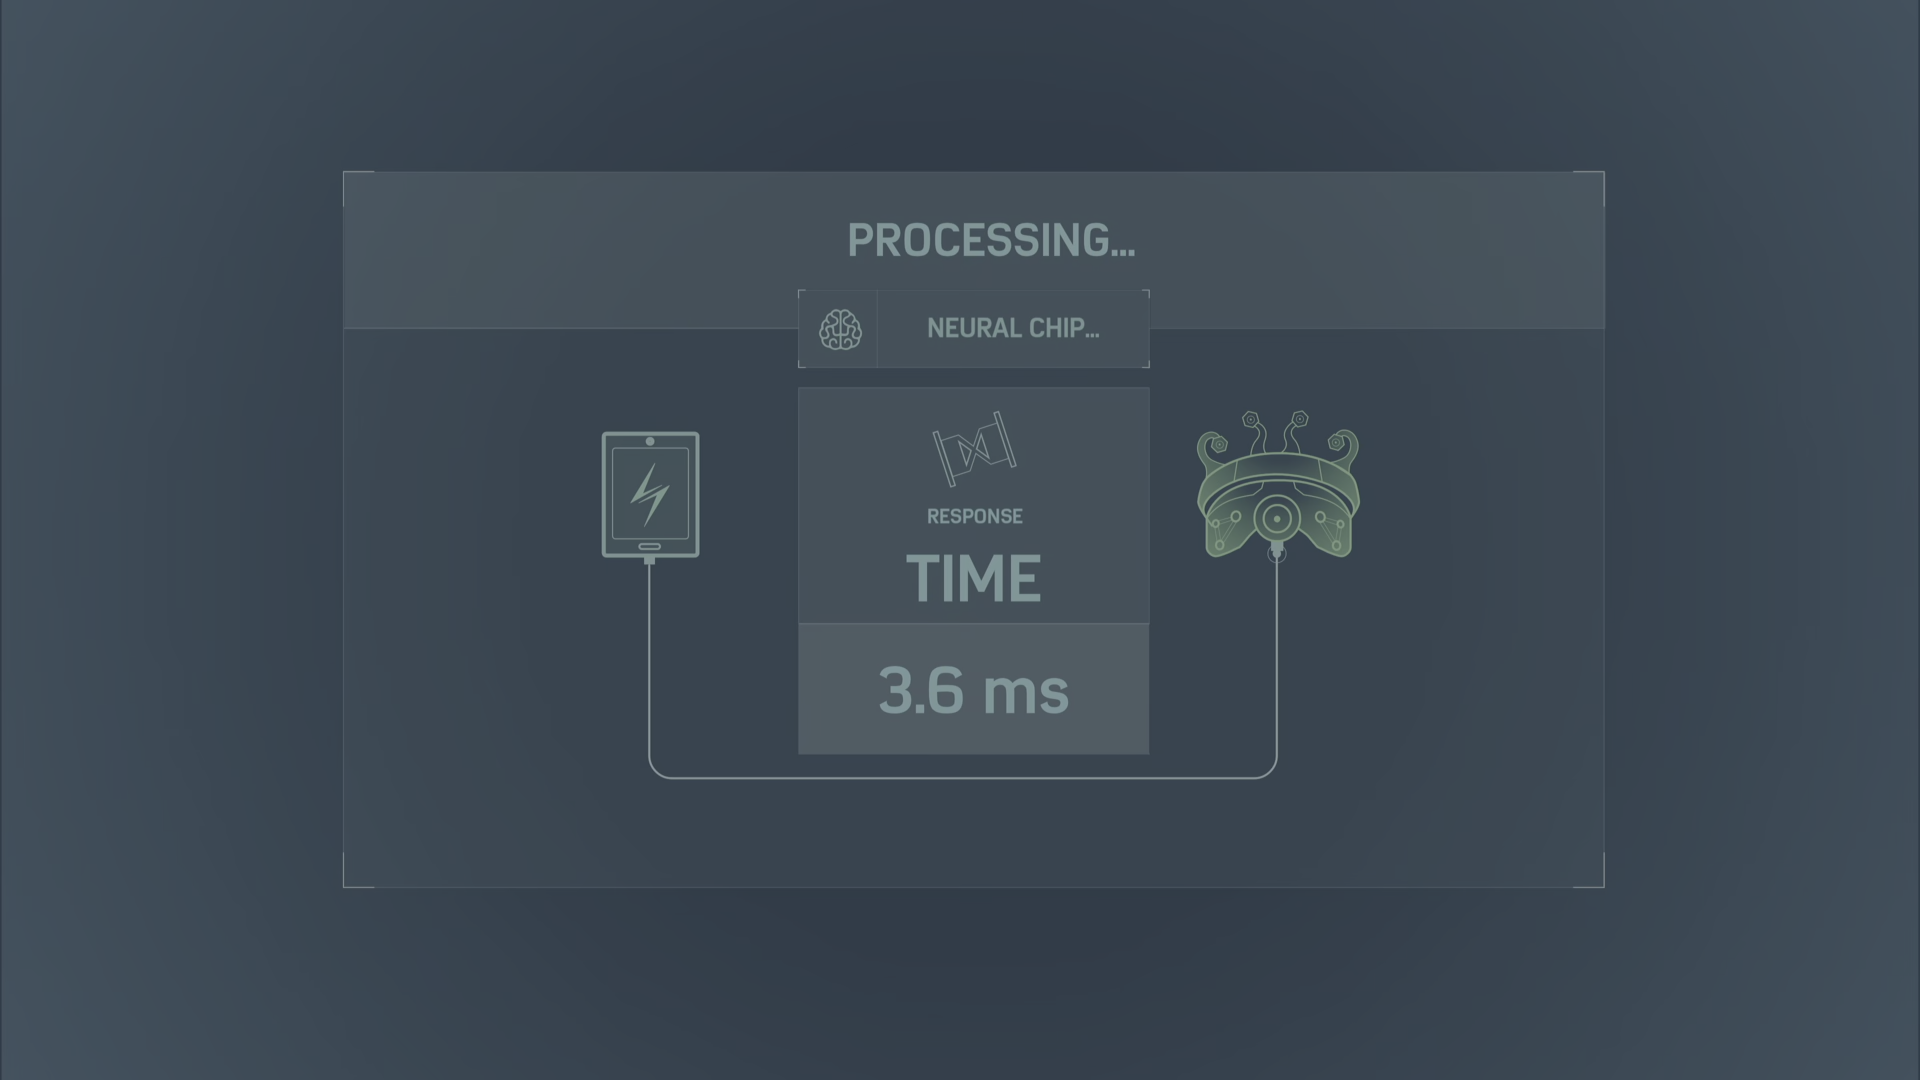 PROCESSING...
NEURAL CHIP...
RESPONSE
TIME
3.6 ms